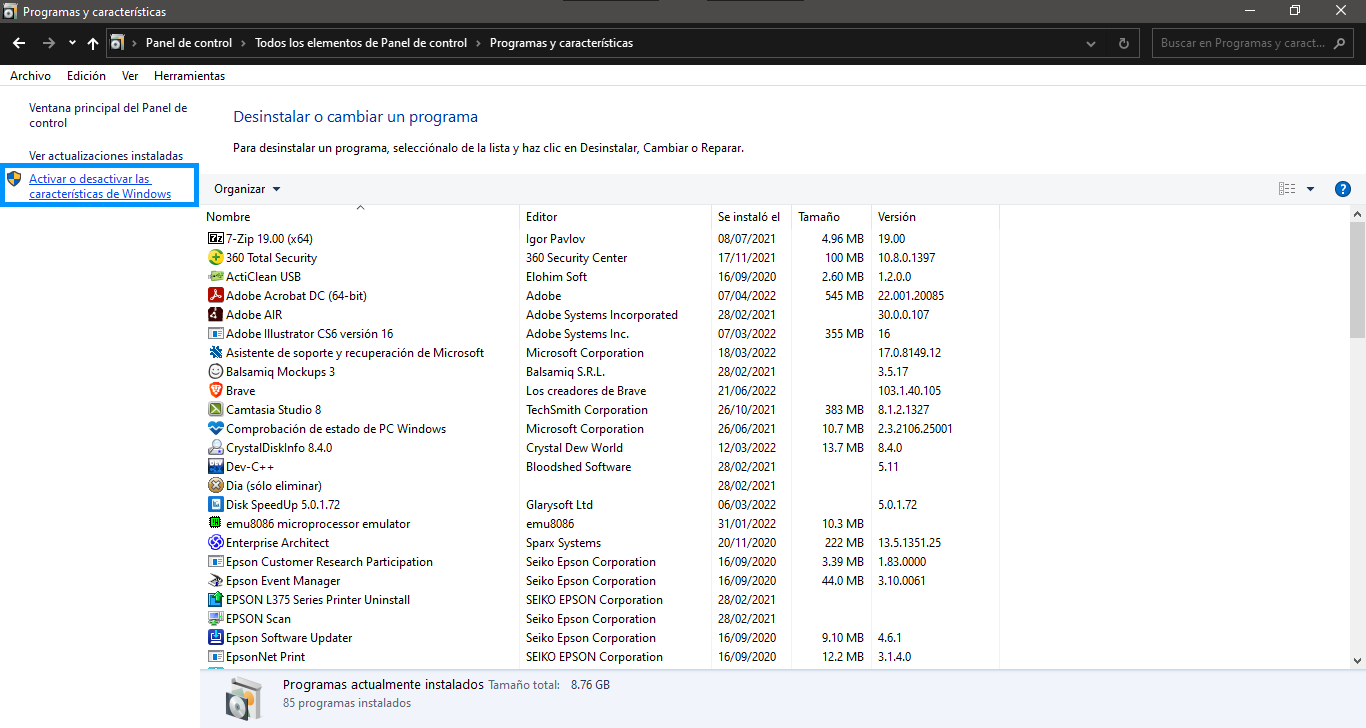 Programas y características
Panel de control > Todos los elementos de Panel de control > Programas y características
Buscar en Programas y caract...
Archivo Edición Ver Herramientas
Ventana principal del Panel de
control
Ver actualizaciones instaladas
Activar o desactivar las
características de Windows
Desinstalar o cambiar un programa
Para desinstalar un programa, selecciónalo de la lista y haz clic en Desinstalar, Cambiar o Reparar.
Organizar
Nombre Editor Se instaló el Tamaño Versión
7-Zip 19.00 (x64) Igor Pavlov 08/07/2021 4.96 MB 19.00
360 Total Security 360 Security Center 17/11/2021 100 MB 10.8.0.1397
ActiClean USB Elohim Soft 16/09/2020 2.60 MB 1.2.0.0
Adobe Acrobat DC (64-bit) Adobe 07/04/2022 545 MB 22.001.20085
Adobe AIR Adobe Systems Incorporated 28/02/2021 30.0.0.107
Adobe Illustrator CS6 versión 16 Adobe Systems Inc. 07/03/2022 355 MB 16
Asistente de soporte y recuperación de Microsoft Microsoft Corporation 18/03/2022 17.0.8149.12
Balsamiq Mockups 3 Balsamiq S.R.L. 28/02/2021 3.5.17
Brave Los creadores de Brave 21/06/2022 103.1.40.105
Camtasia Studio 8 TechSmith Corporation 26/10/2021 383 MB 8.1.2.1327
Comprobación de estado de PC Windows Microsoft Corporation 26/06/2021 10.7 MB 2.3.2106.25001
CrystalDiskInfo 8.4.0 Crystal Dew World 12/03/2022 13.7 MB 8.4.0
Dev-C++ Bloodshed Software 28/02/2021 5.11
Dia (sólo eliminar) 28/02/2021
Disk SpeedUp 5.0.1.72 Glarysoft Ltd 06/03/2022 5.0.1.72
emu8086 microprocessor emulator emu8086 31/01/2022 10.3 MB
Enterprise Architect Sparx Systems 20/11/2020 222 MB 13.5.1351.25
Epson Customer Research Participation Seiko Epson Corporation 16/09/2020 3.39 MB 1.83.0000
Epson Event Manager Seiko Epson Corporation 16/09/2020 44.0 MB 3.10.0061
EPSON L375 Series Printer Uninstall SEIKO EPSON Corporation 28/02/2021
EPSON Scan Seiko Epson Corporation 28/02/2021
Epson Software Updater Seiko Epson Corporation 16/09/2020 9.10 MB 4.6.1
EpsonNet Print SEIKO EPSON Corporation 16/09/2020 12.2 MB 3.1.4.0
Programas actualmente instalados Tamaño total: 8.76 GB
85 programas instalados